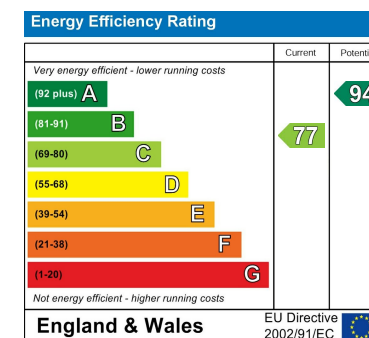 Energy Efficiency Rating
Current Potenti
Very energy efficient - lower running costs
(92 plus) A 94
(81-91) B
(69-80) C 77
(55-68) D
(39-54) E
(21-38) F
(1-20) G
Not energy efficient - higher running costs
England & Wales
EU Directive
2002/91/EC